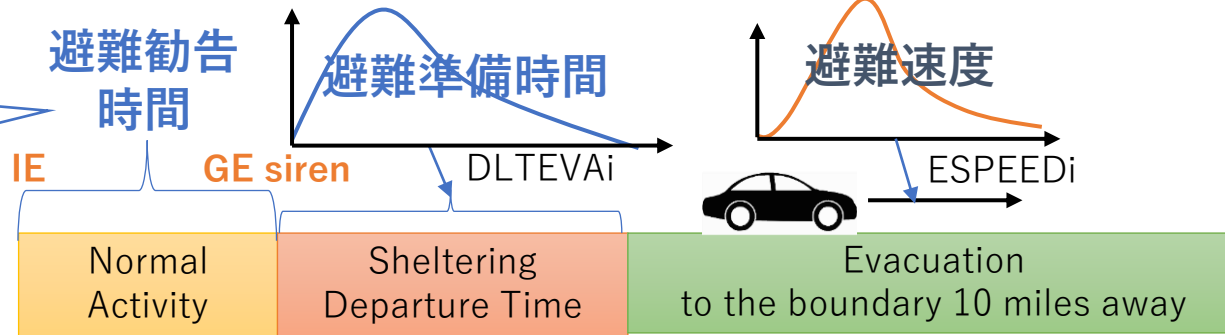 避難勧告
時間
避難準備時間
避難速度
IE
GE siren
DLTEVAi
ESPEEDi
Normal
Activity
Sheltering
Departure Time
Evacuation
to the boundary 10 miles away